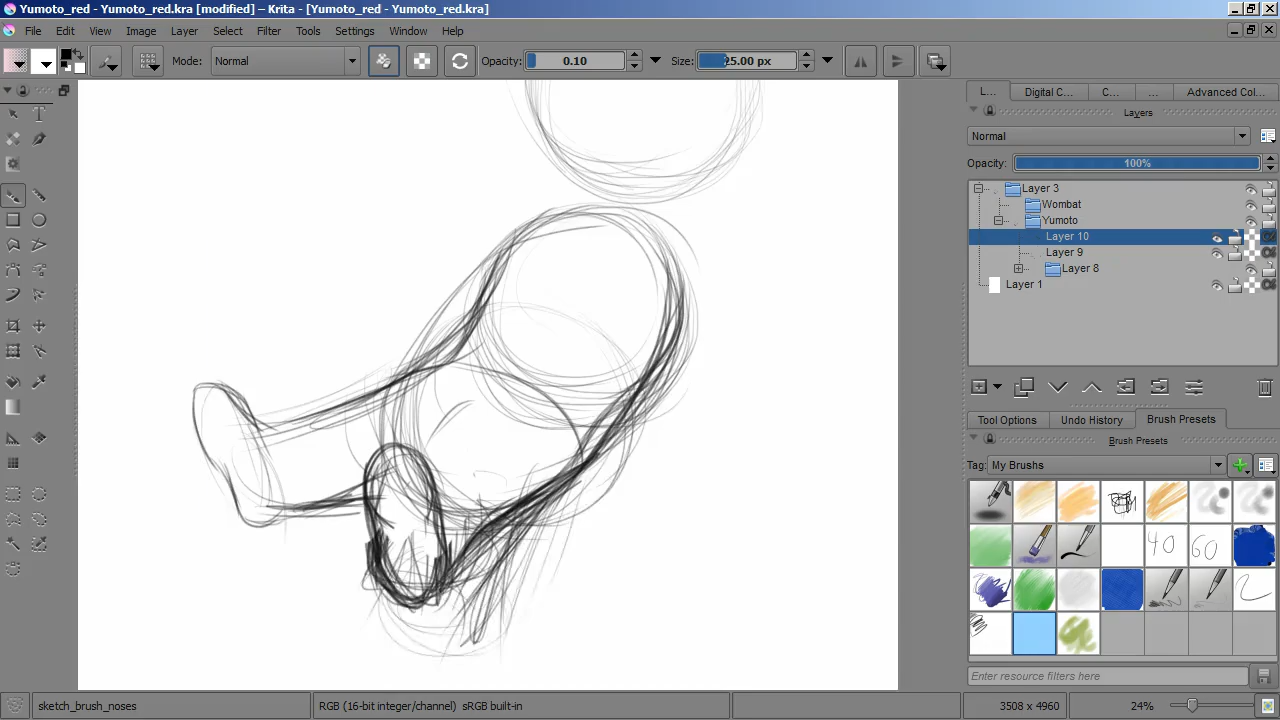 Yumoto_red - Yumoto_red.kra [modified] – Krita - [Yumoto_red.kra]
File Edit View Image Layer Select Filter Tools Settings Window Help
Mode: Normal Opacity: 0.10 Size: 25.00 px
L... Digital C... C... ... Advanced Col...
Layers
Normal
Opacity: 100%
Layer 3
Wombat
Yumoto
Layer 10
Layer 9
Layer 8
Layer 1
Tool Options Undo History Brush Presets
Brush Presets
Tag: My Brushes
40 60
Enter resource filters here
sketch_brush_noses RGB (16-bit integer/channel) sRGB built-in 3508 x 4960 24%